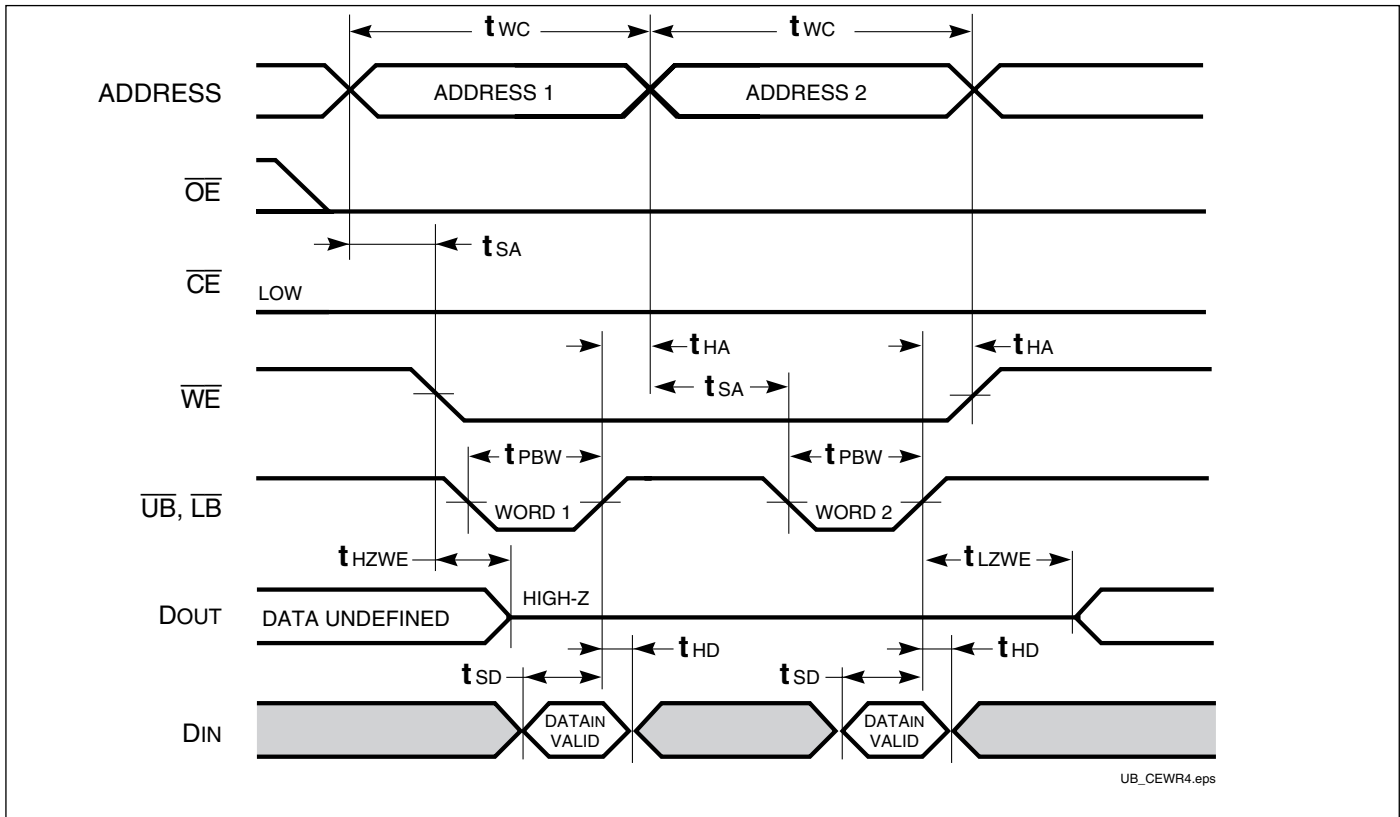 tWC tWC
ADDRESS ADDRESS 1 ADDRESS 2
OE
tSA
CE LOW
tHA tHA
WE tSA
tPBW tPBW
UB, LB WORD 1 WORD 2
tHZWE tLZWE
DOUT DATA UNDEFINED HIGH-Z
tHD tHD
tSD tSD
DIN DATAIN VALID DATAIN VALID
UB_CEWR4.eps